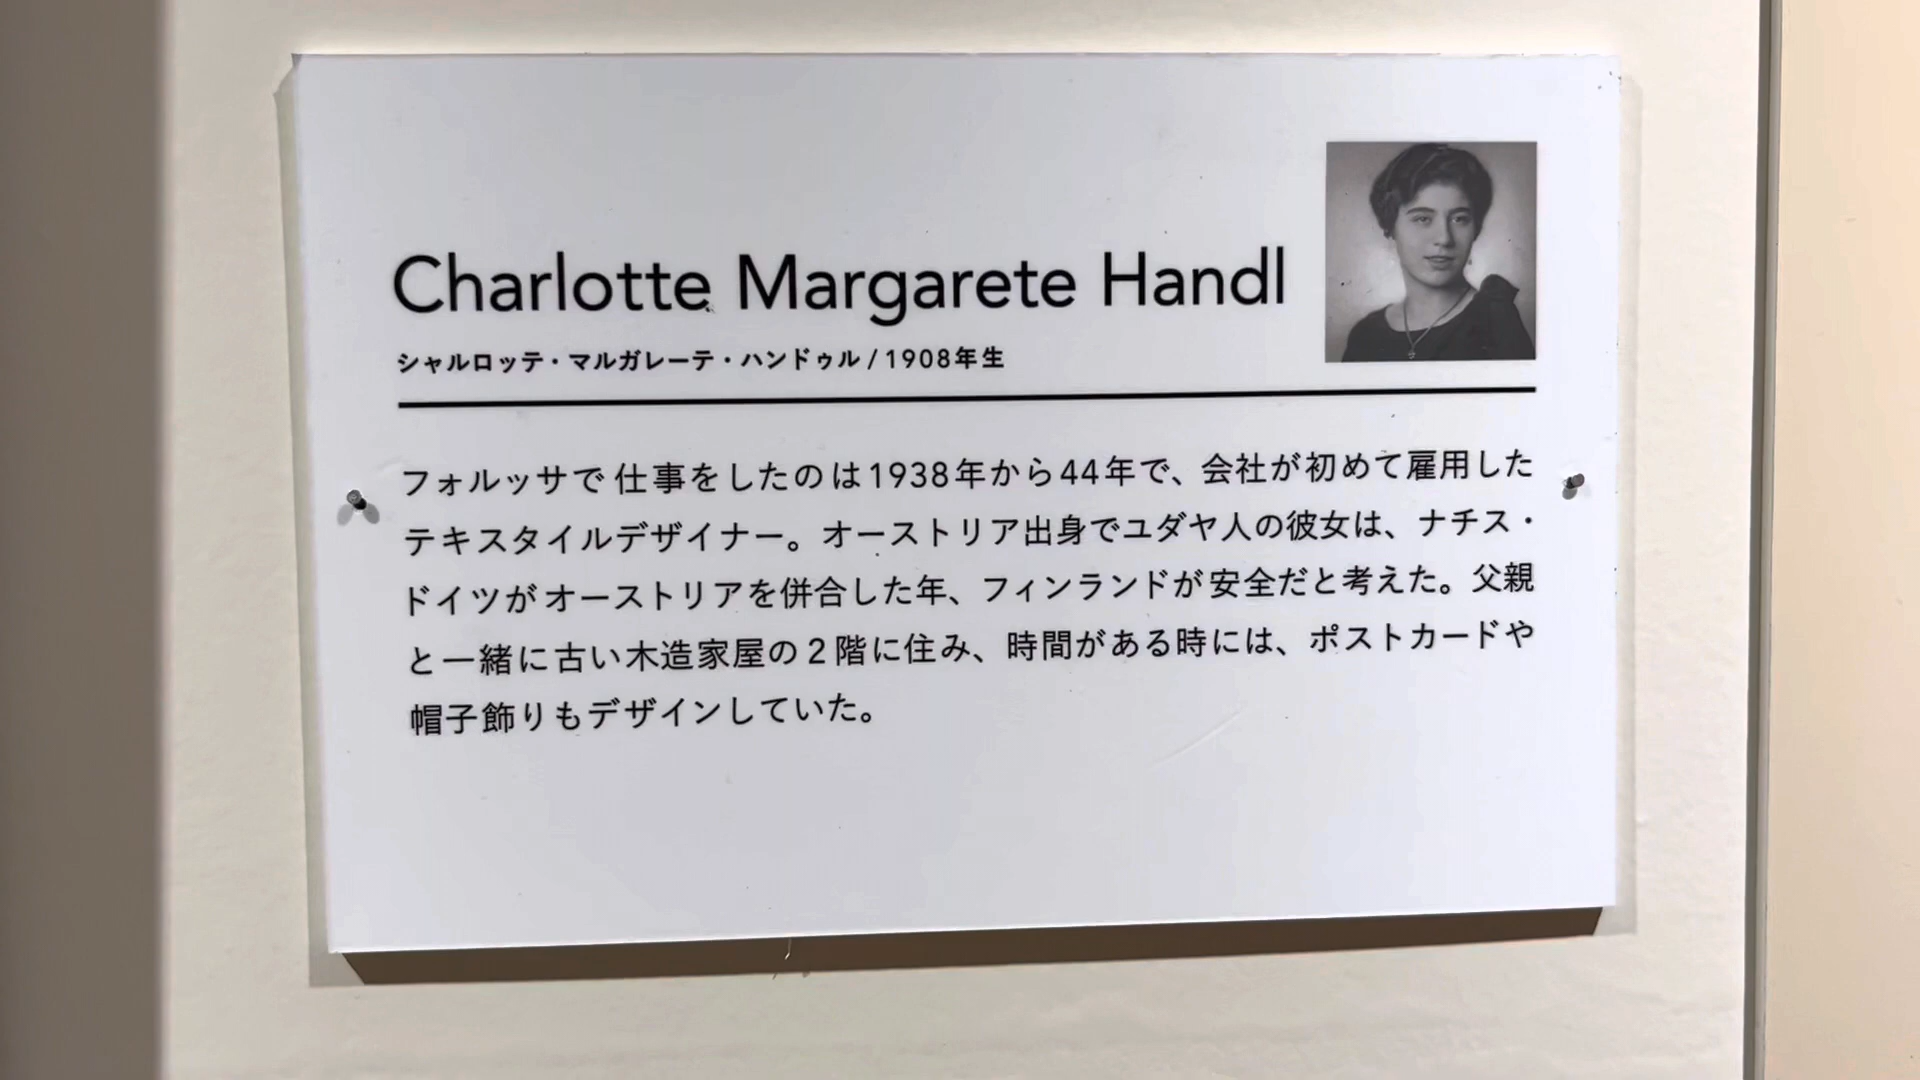 Charlotte Margarete Handl
シャルロッテ・マルガレーテ・ハンドゥル / 1908年生
フォルッサで仕事をしたのは1938年から44年で、会社が初めて雇用した
テキスタイルデザイナー。オーストリア出身でユダヤ人の彼女は、ナチス・
ドイツがオーストリアを併合した年、フィンランドが安全だと考えた。父親
と一緒に古い木造家屋の2階に住み、時間がある時には、ポストカードや
帽子飾りもデザインしていた。